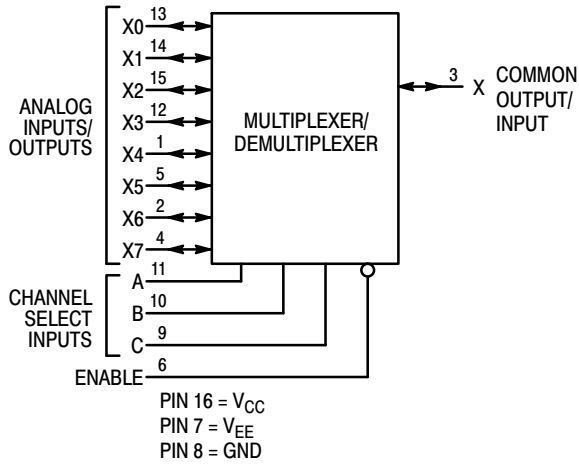 X0 13
X1 14
X2 15
X3 12
X4 1
X5 5
X6 2
X7 4
ANALOG
INPUTS/
OUTPUTS
MULTIPLEXER/
DEMULTIPLEXER
3 X COMMON
OUTPUT/
INPUT
A 11
B 10
C 9
CHANNEL
SELECT
INPUTS
ENABLE 6
PIN 16 = VCC
PIN 7 = VEE
PIN 8 = GND